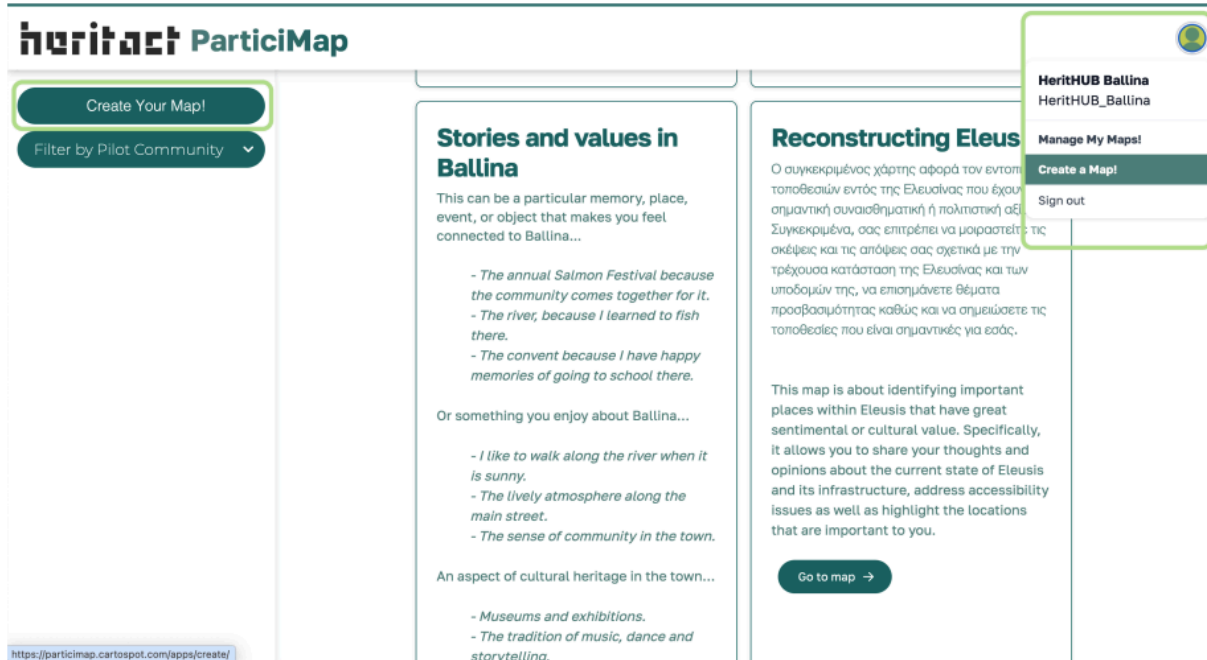 heritact ParticiMap
Create Your Map!
Filter by Pilot Community
Stories and values in
Ballina
This can be a particular memory, place,
event, or object that makes you feel
connected to Ballina...
- The annual Salmon Festival because
the community comes together for it.
- The river, because I learned to fish
there.
- The convent because I have happy
memories of going to school there.
Or something you enjoy about Ballina...
- I like to walk along the river when it
is sunny.
- The lively atmosphere along the
main street.
- The sense of community in the town.
An aspect of cultural heritage in the town...
- Museums and exhibitions.
- The tradition of music, dance and
storytelling.
Reconstructing Eleus
Ο συγκεκριμένος χάρτης αφορά τον
τοποθεσιών εντός της Ελευσίνας που
σημαντική συναισθηματική ή πολιτιστική
Συγκεκριμένα, σας επιτρέπει να μοιραστείτε τις
σκέψεις και τις απόψεις σας σχετικά με την
τρέχουσα κατάσταση της Ελευσίνας και των
υποδομών της, να επισημάνετε θέματα
προσβασιμότητας καθώς και να σημειώσετε τις
τοποθεσίες που είναι σημαντικές για εσάς.
This map is about identifying important
places within Eleusis that have great
sentimental or cultural value. Specifically,
it allows you to share your thoughts and
opinions about the current state of Eleusis
and its infrastructure, address accessibility
issues as well as highlight the locations
that are important to you.
Go to map →
HeritHUB Ballina
HeritHUB_Ballina
Manage My Maps!
Create a Map!
Sign out
https://participimap.cartospot.com/apps/create/